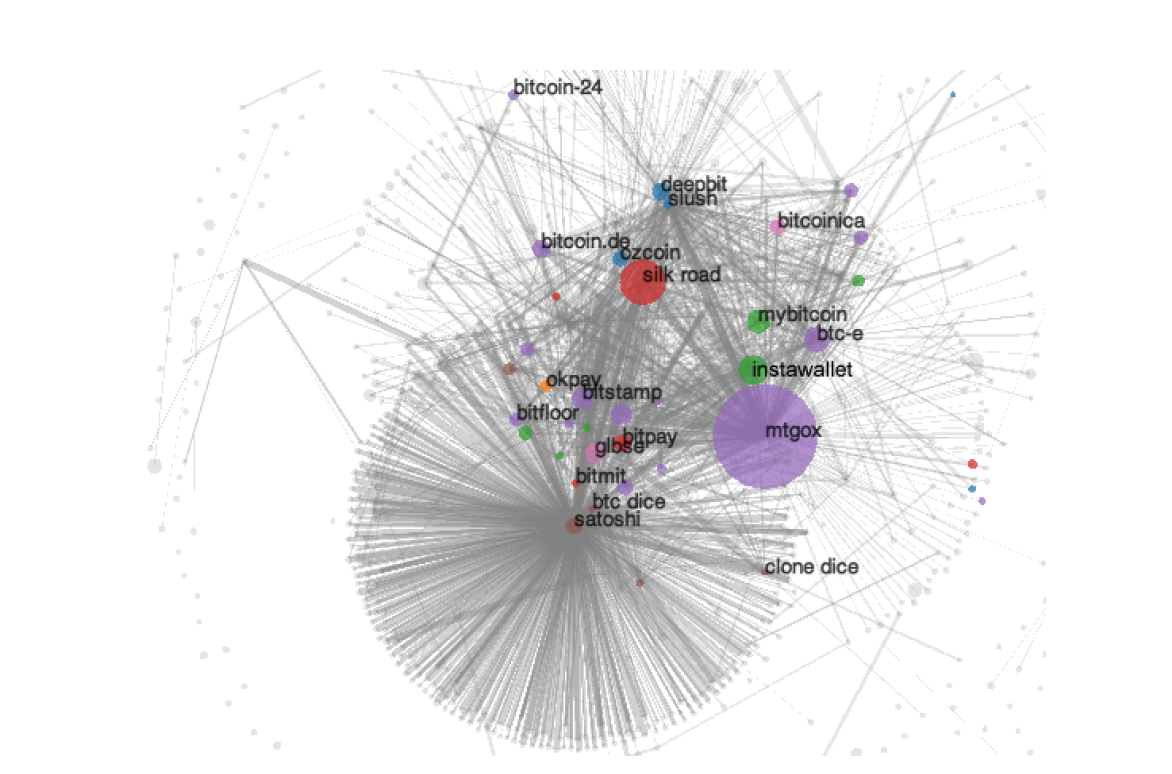 bitcoin-24
deepbit
slush
bitcoinica
bitcoin.de
ozcoin
silk road
mybitcoin
btc-e
instawallet
okpay
bitstamp
bitfloor
mtgox
bitpay
glbse
bitmit
btc dice
satoshi
clone dice